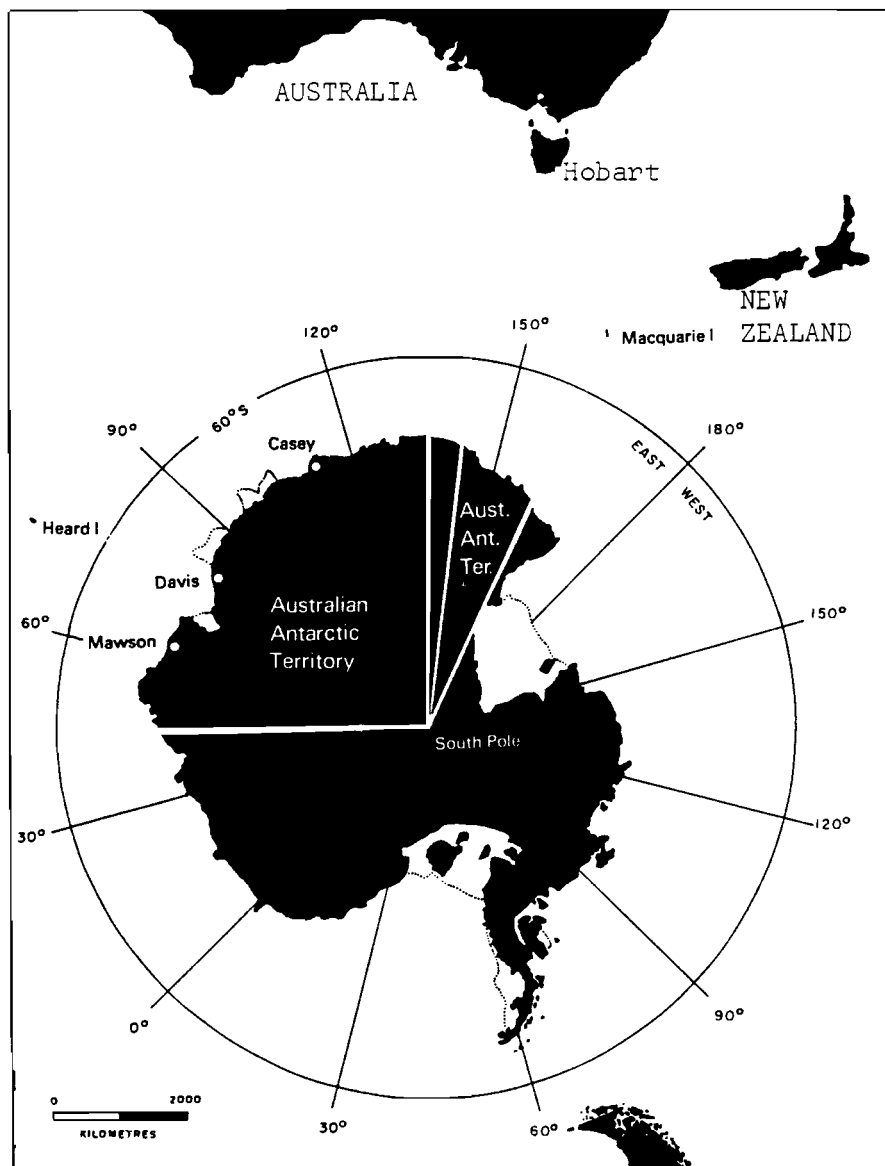 AUSTRALIA
Hobart
NEW
ZEALAND
Macquarie I
120°
150°
60°S
90°
180°
EAST
WEST
Casey
Heard I
Aust.
Ant.
Ter.
Davis
Australian
Antarctic
Territory
60°
150°
Mawson
South Pole
30°
120°
0°
90°
30°
60°
0 2000
KILOMETRES